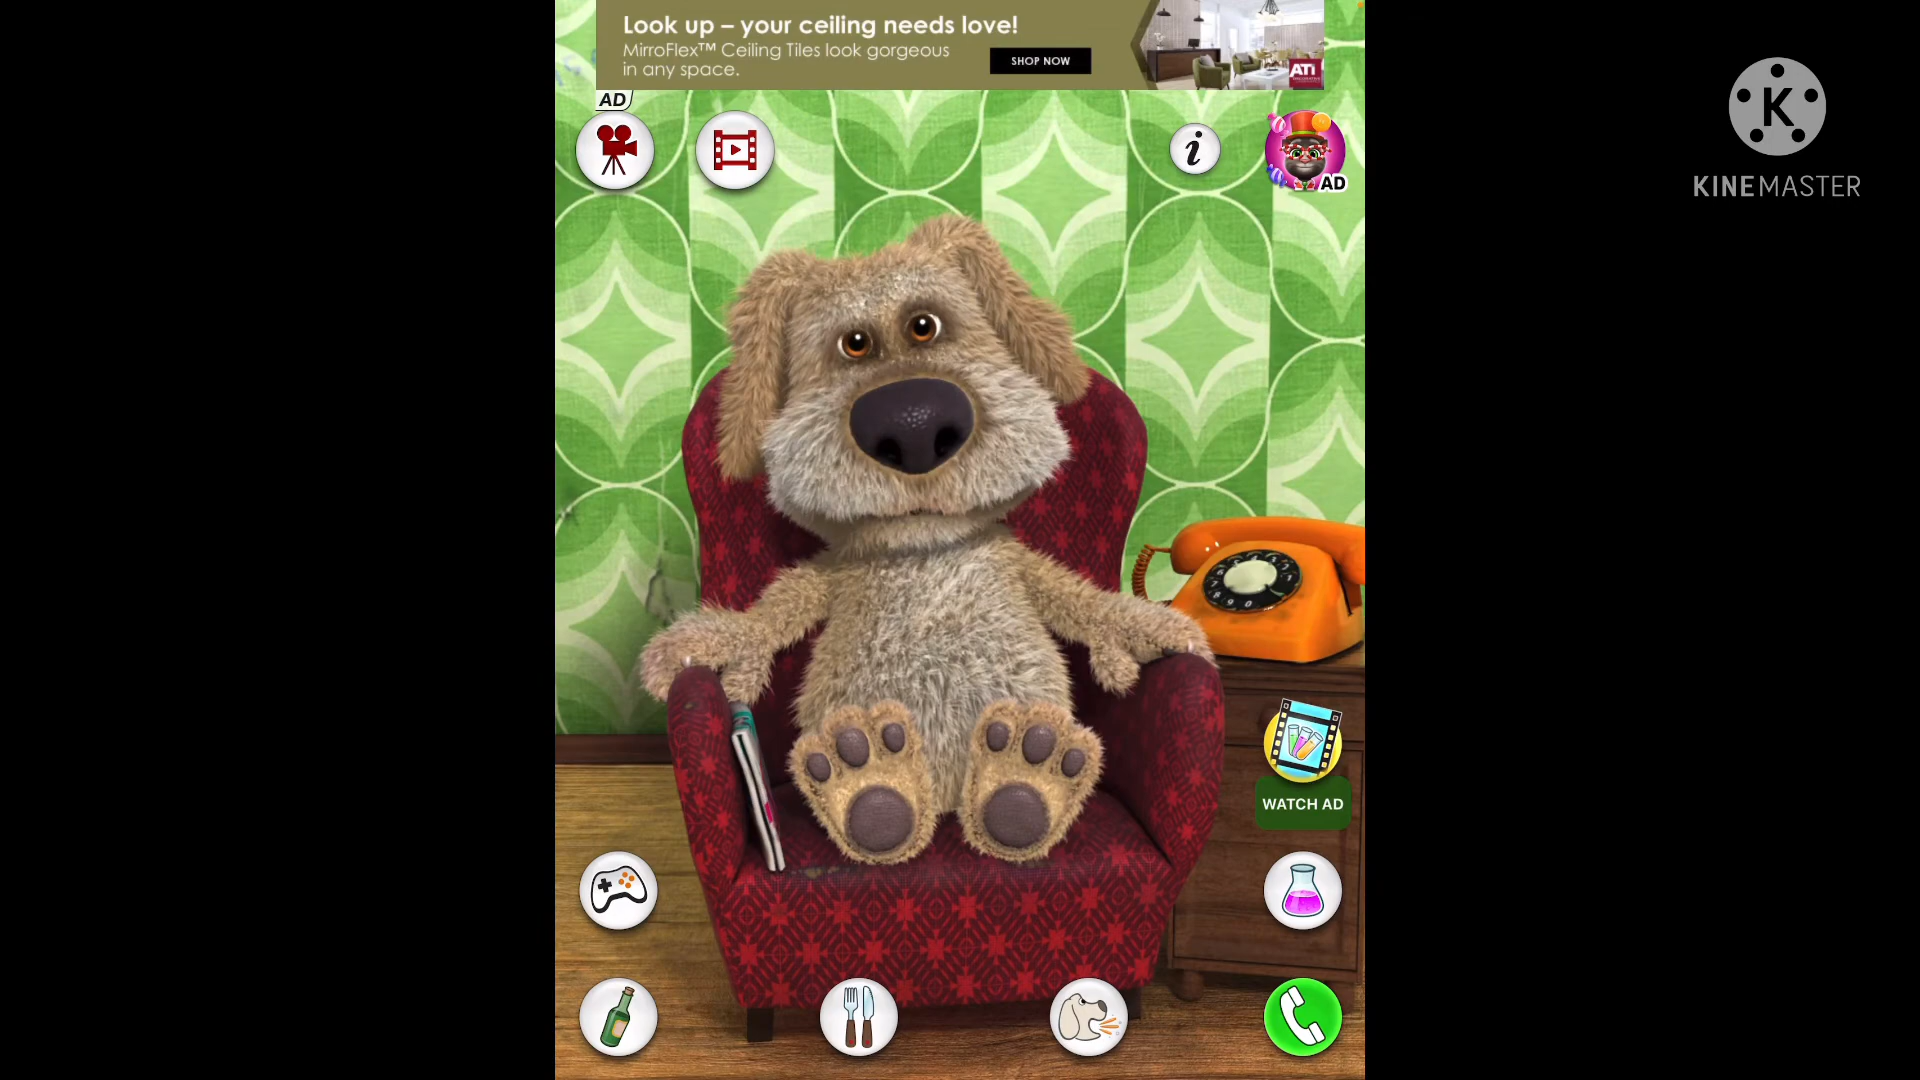 Look up – your ceiling needs love!
MirroFlex™ Ceiling Tiles look gorgeous
in any space.
SHOP NOW
ATI
AD
AD
K
KINEMASTER
WATCH AD